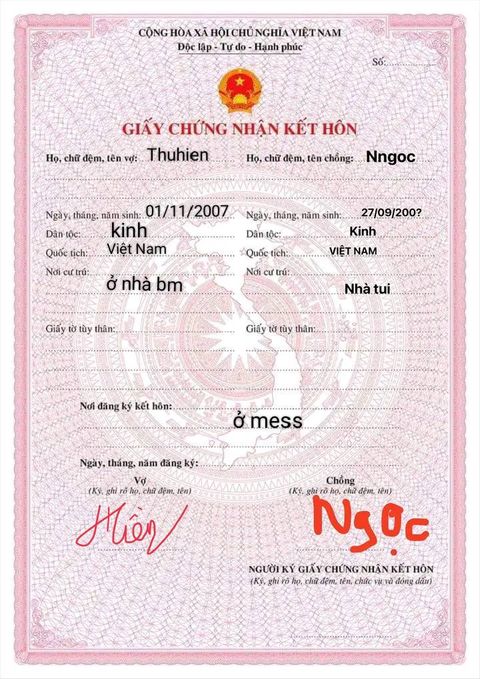 CỘNG HÒA XÃ HỘI CHỦ NGHĨA VIỆT NAM
Độc lập - Tự do - Hạnh phúc
Số:
GIẤY CHỨNG NHẬN KẾT HÔN
Họ, chữ đệm, tên vợ: Thuhien Họ, chữ đệm, tên chồng: Nngoc
Ngày, tháng, năm sinh: 01/11/2007 Ngày, tháng, năm sinh: 27/09/200?
Dân tộc: kinh Dân tộc: Kinh
Quốc tịch: Việt Nam Quốc tịch: VIỆT NAM
Nơi cư trú: Nơi cư trú:
ở nhà bm Nhà tui
Giấy tờ tùy thân: Giấy tờ tùy thân:
Nơi đăng ký kết hôn:
ở mess
Ngày, tháng, năm đăng ký:
Vợ Chồng
(Ký, ghi rõ họ, chữ đệm, tên) (Ký, ghi rõ họ, chữ đệm, tên)
Hiền Ngọc
NGƯỜI KÝ GIẤY CHỨNG NHẬN KẾT HÔN
(Ký, ghi rõ họ, chữ đệm, tên, chức vụ và đóng dấu)